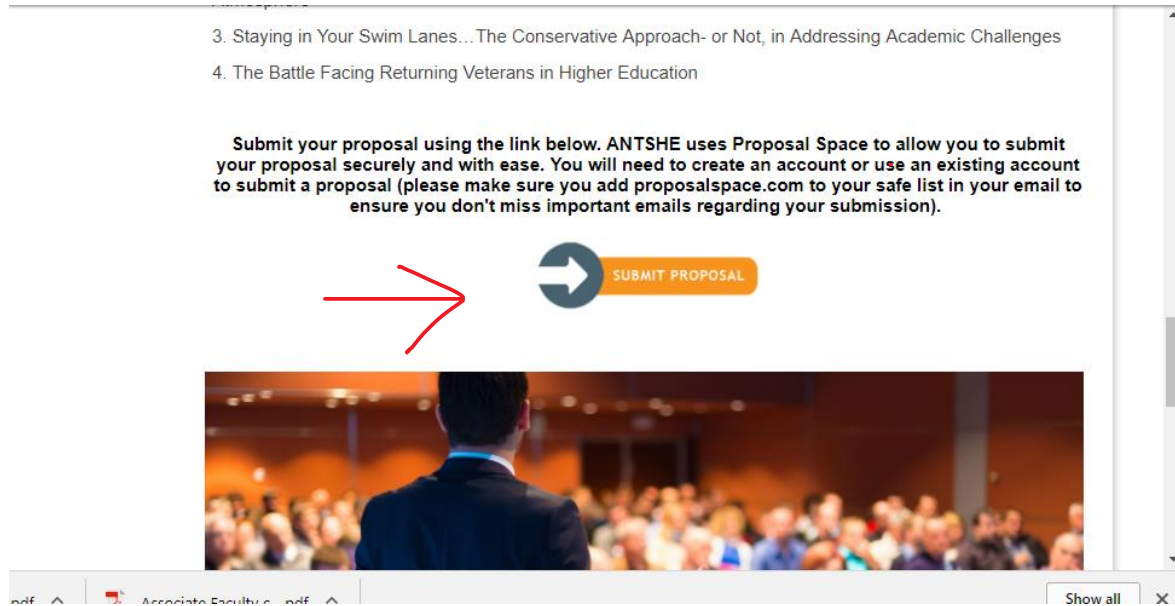 3. Staying in Your Swim Lanes…The Conservative Approach- or Not, in Addressing Academic Challenges
4. The Battle Facing Returning Veterans in Higher Education
Submit your proposal using the link below. ANTSHE uses Proposal Space to allow you to submit
your proposal securely and with ease. You will need to create an account or use an existing account
to submit a proposal (please make sure you add proposalspace.com to your safe list in your email to
ensure you don't miss important emails regarding your submission).
SUBMIT PROPOSAL
Show all